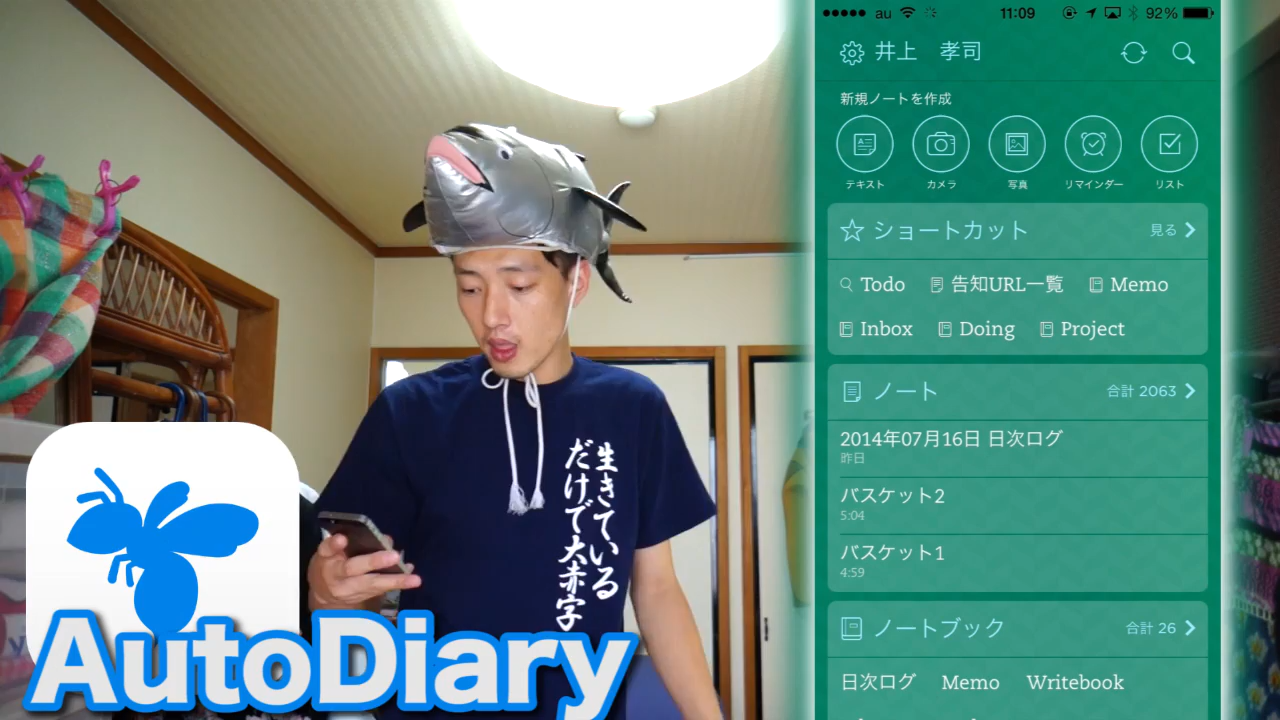 au 11:09 92%
井上 孝司
新規ノートを作成
テキスト カメラ 写真 リマインダー リスト
ショートカット 見る
Todo 告知URL一覧 Memo
Inbox Doing Project
ノート 合計 2063
2014年07月16日 日次ログ
昨日
バスケット2
5:04
バスケット1
4:59
ノートブック 合計 26
日次ログ Memo Writebook
生きている
だけで大赤字
AutoDiary